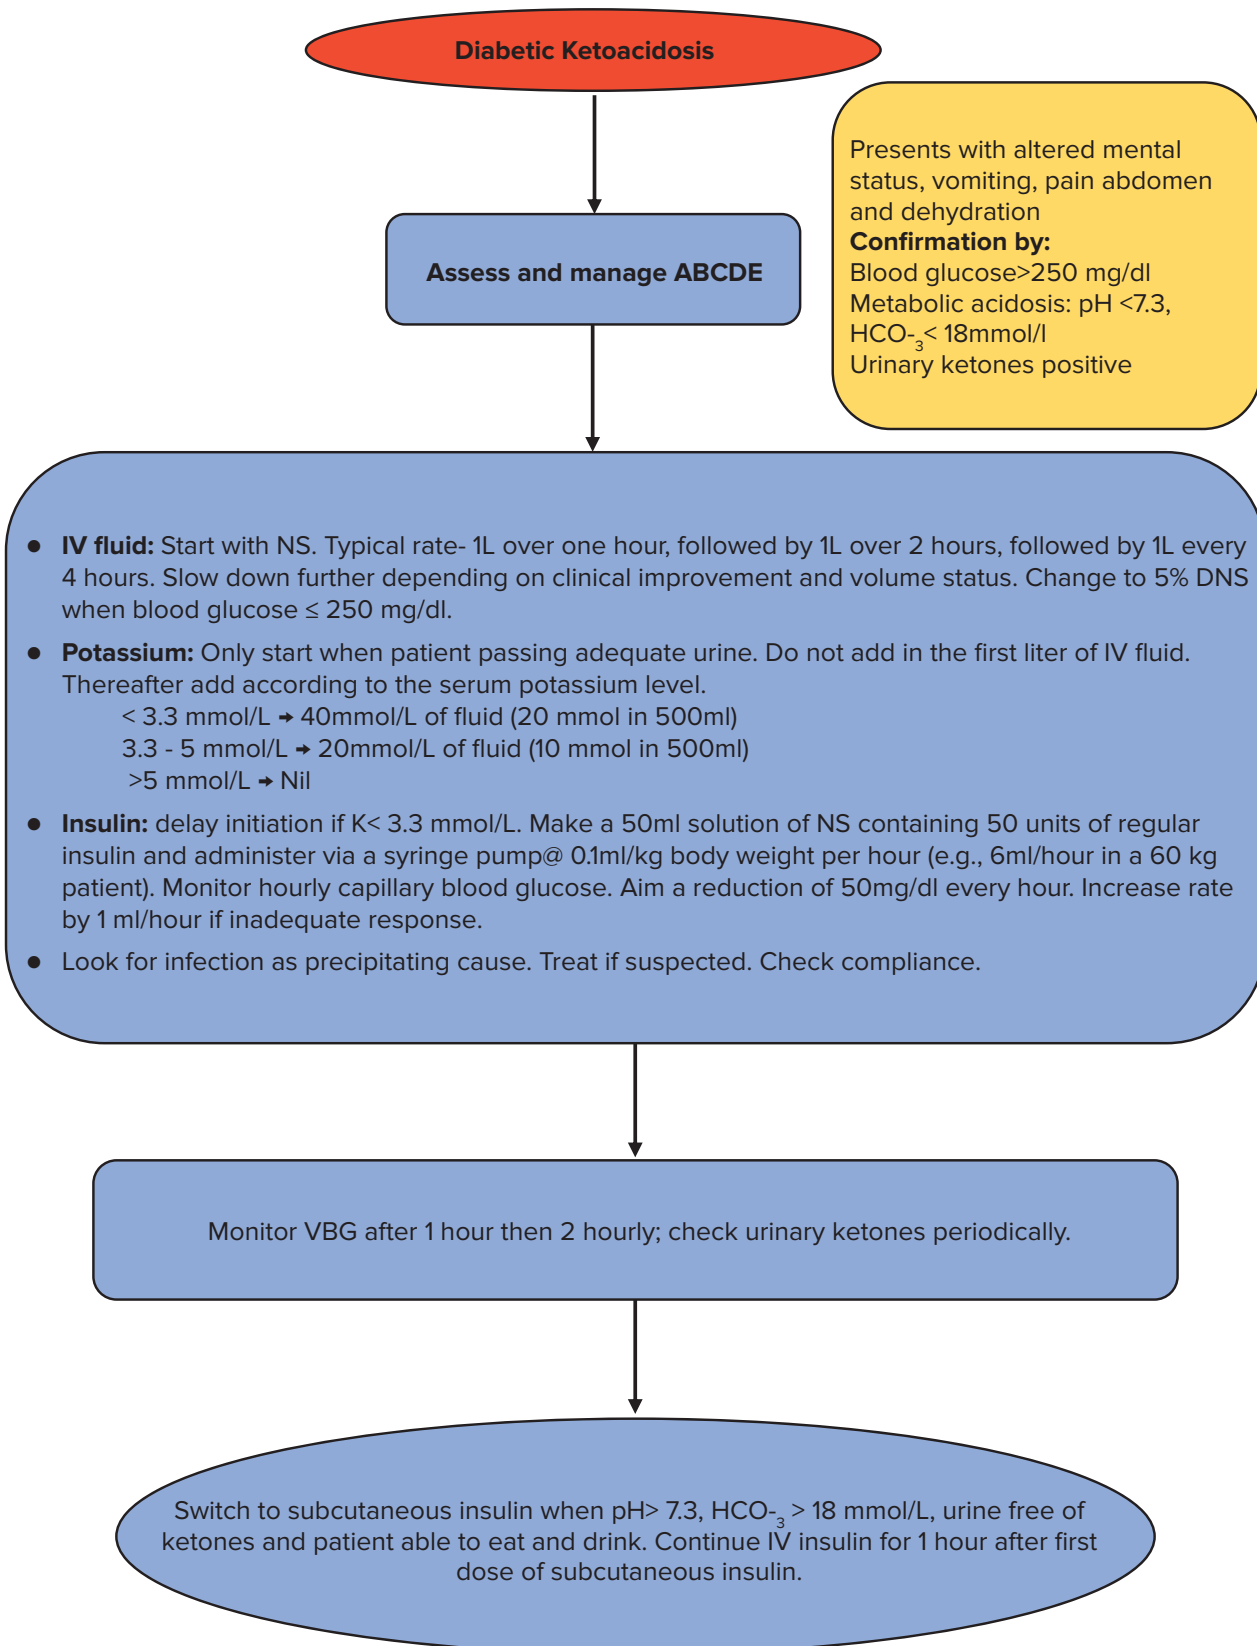 Diabetic Ketoacidosis
Presents with altered mental
status, vomiting, pain abdomen
and dehydration
Confirmation by:
Blood glucose>250 mg/dl
Metabolic acidosis: pH <7.3,
HCO-₃< 18mmol/l
Urinary ketones positive
Assess and manage ABCDE
● IV fluid: Start with NS. Typical rate- 1L over one hour, followed by 1L over 2 hours, followed by 1L every
4 hours. Slow down further depending on clinical improvement and volume status. Change to 5% DNS
when blood glucose ≤ 250 mg/dl.
● Potassium: Only start when patient passing adequate urine. Do not add in the first liter of IV fluid.
Thereafter add according to the serum potassium level.
< 3.3 mmol/L → 40mmol/L of fluid (20 mmol in 500ml)
3.3 - 5 mmol/L → 20mmol/L of fluid (10 mmol in 500ml)
>5 mmol/L → Nil
● Insulin: delay initiation if K< 3.3 mmol/L. Make a 50ml solution of NS containing 50 units of regular
insulin and administer via a syringe pump@ 0.1ml/kg body weight per hour (e.g., 6ml/hour in a 60 kg
patient). Monitor hourly capillary blood glucose. Aim a reduction of 50mg/dl every hour. Increase rate
by 1 ml/hour if inadequate response.
● Look for infection as precipitating cause. Treat if suspected. Check compliance.
Monitor VBG after 1 hour then 2 hourly; check urinary ketones periodically.
Switch to subcutaneous insulin when pH> 7.3, HCO-₃ > 18 mmol/L, urine free of
ketones and patient able to eat and drink. Continue IV insulin for 1 hour after first
dose of subcutaneous insulin.